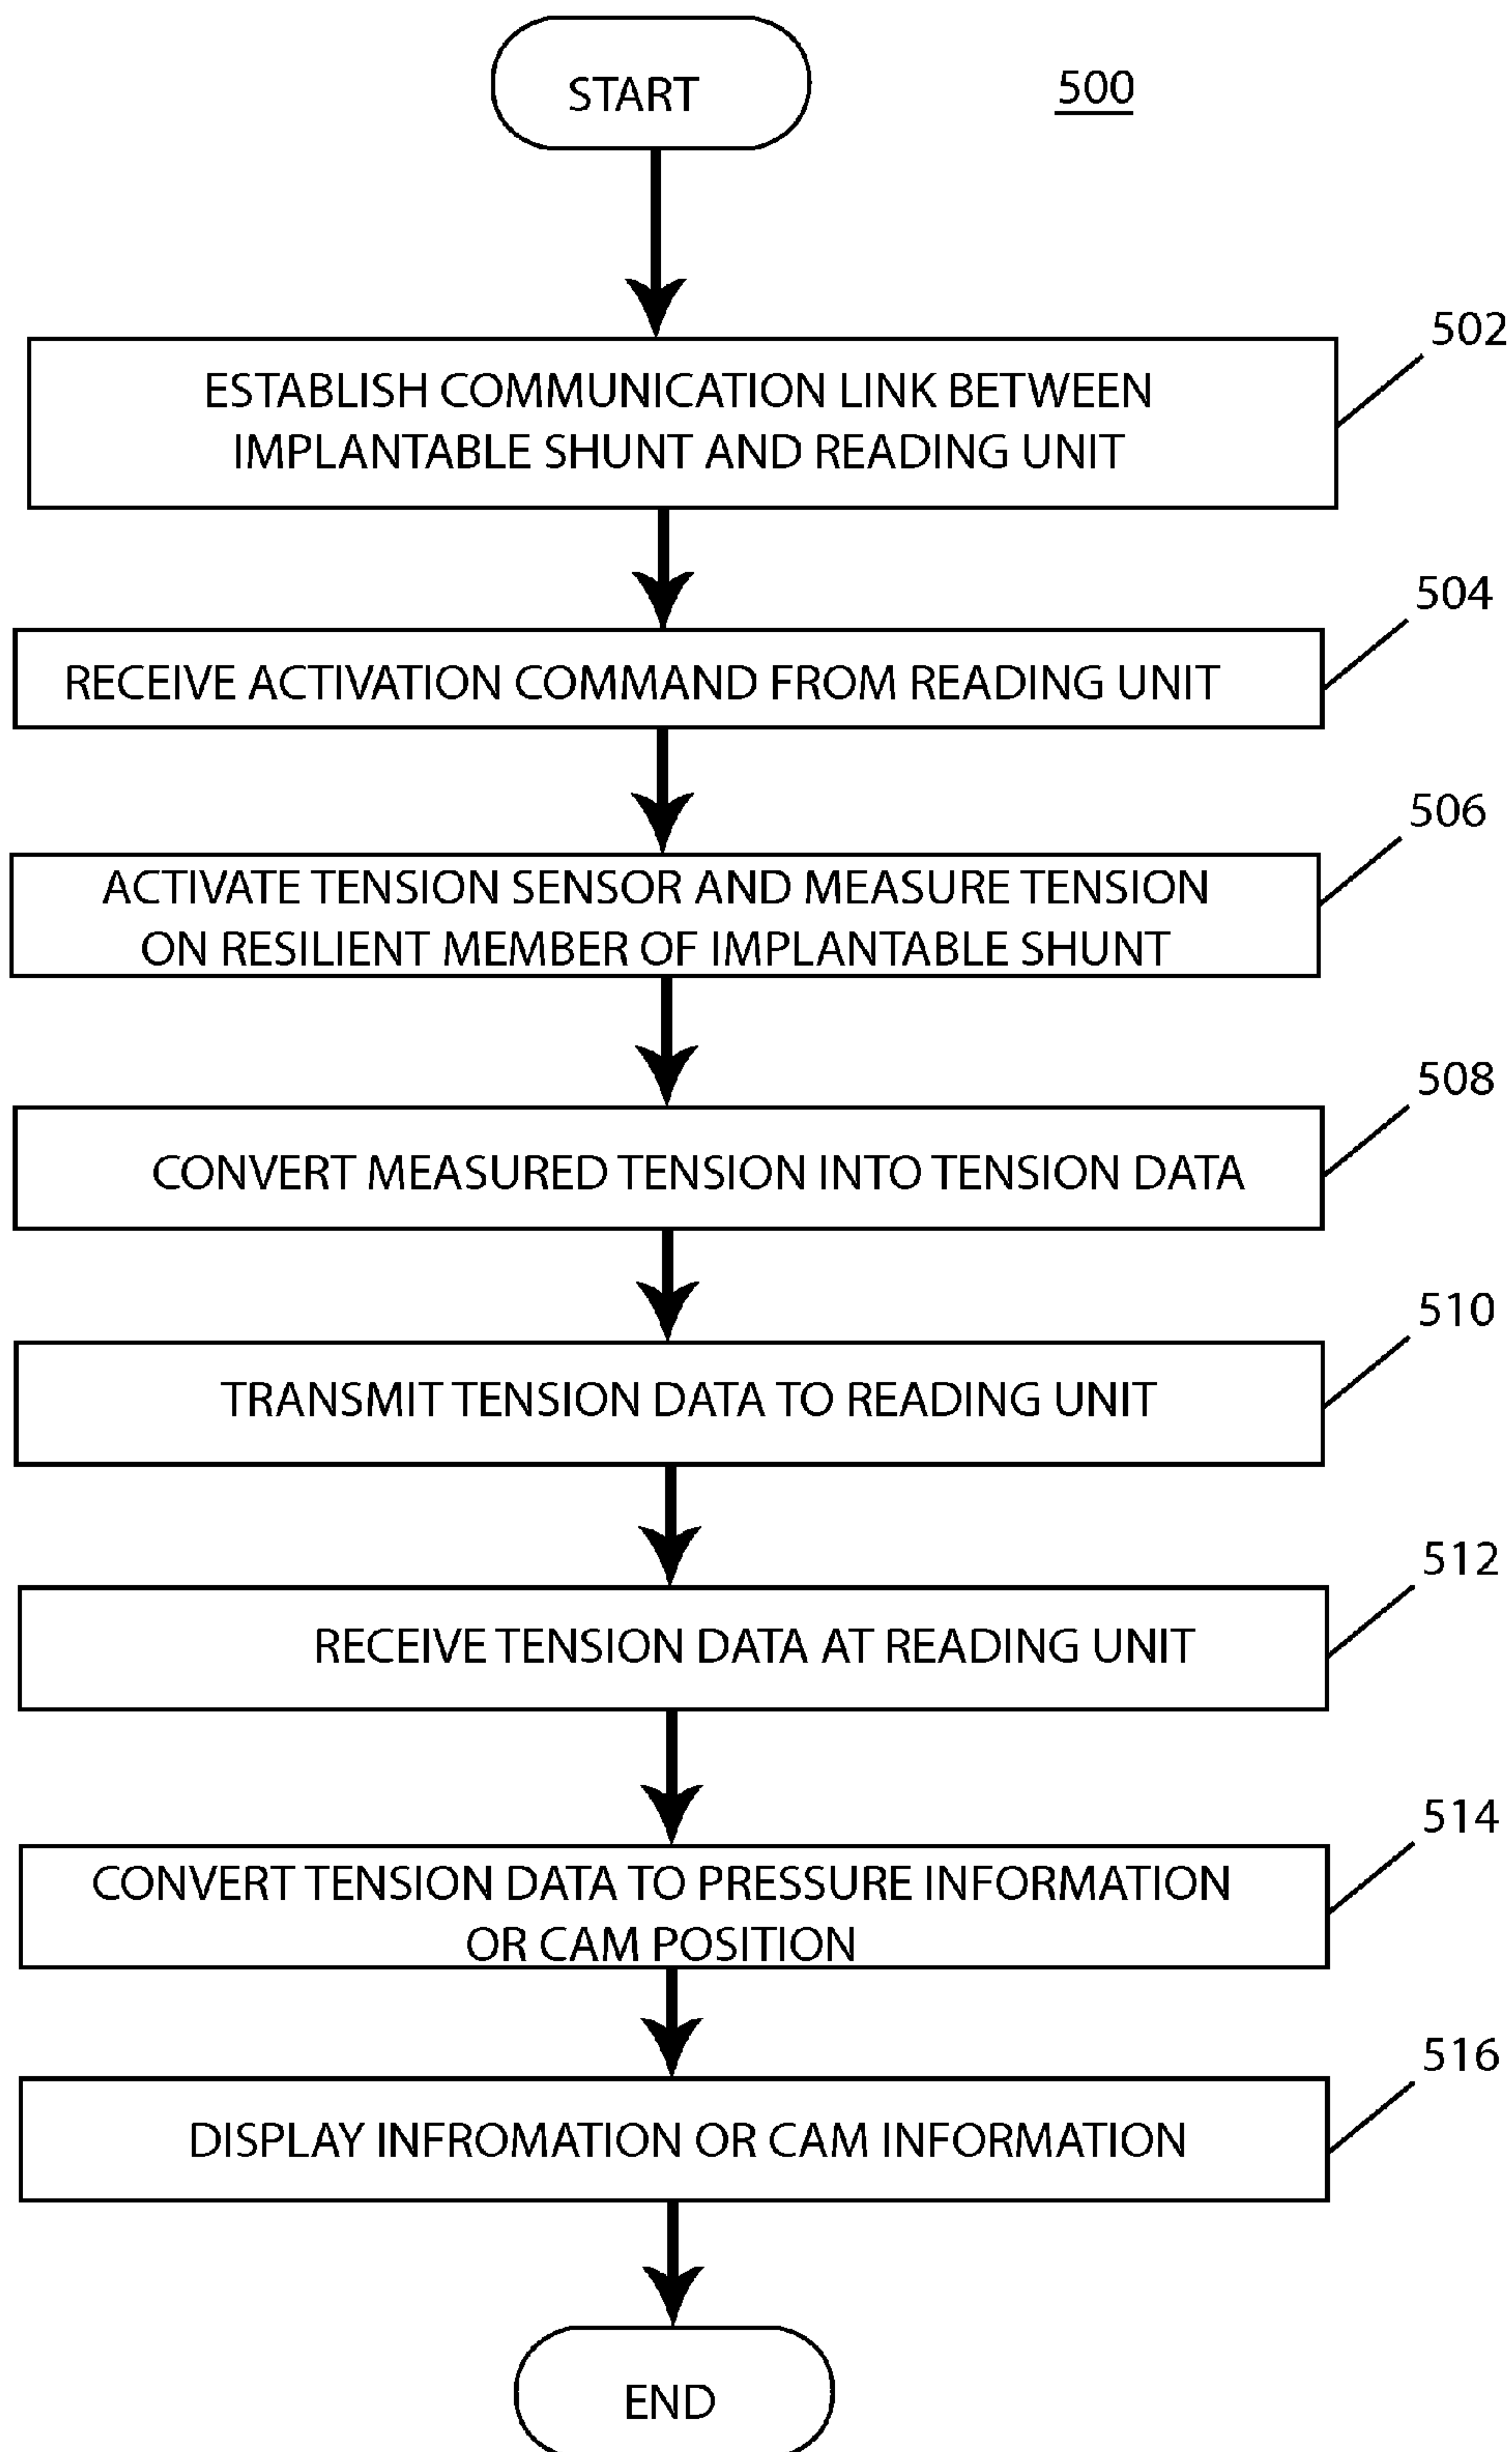 START
500
502
ESTABLISH COMMUNICATION LINK BETWEEN
IMPLANTABLE SHUNT AND READING UNIT
504
RECEIVE ACTIVATION COMMAND FROM READING UNIT
506
ACTIVATE TENSION SENSOR AND MEASURE TENSION
ON RESILIENT MEMBER OF IMPLANTABLE SHUNT
508
CONVERT MEASURED TENSION INTO TENSION DATA
510
TRANSMIT TENSION DATA TO READING UNIT
512
RECEIVE TENSION DATA AT READING UNIT
514
CONVERT TENSION DATA TO PRESSURE INFORMATION
OR CAM POSITION
516
DISPLAY INFROMATION OR CAM INFORMATION
END